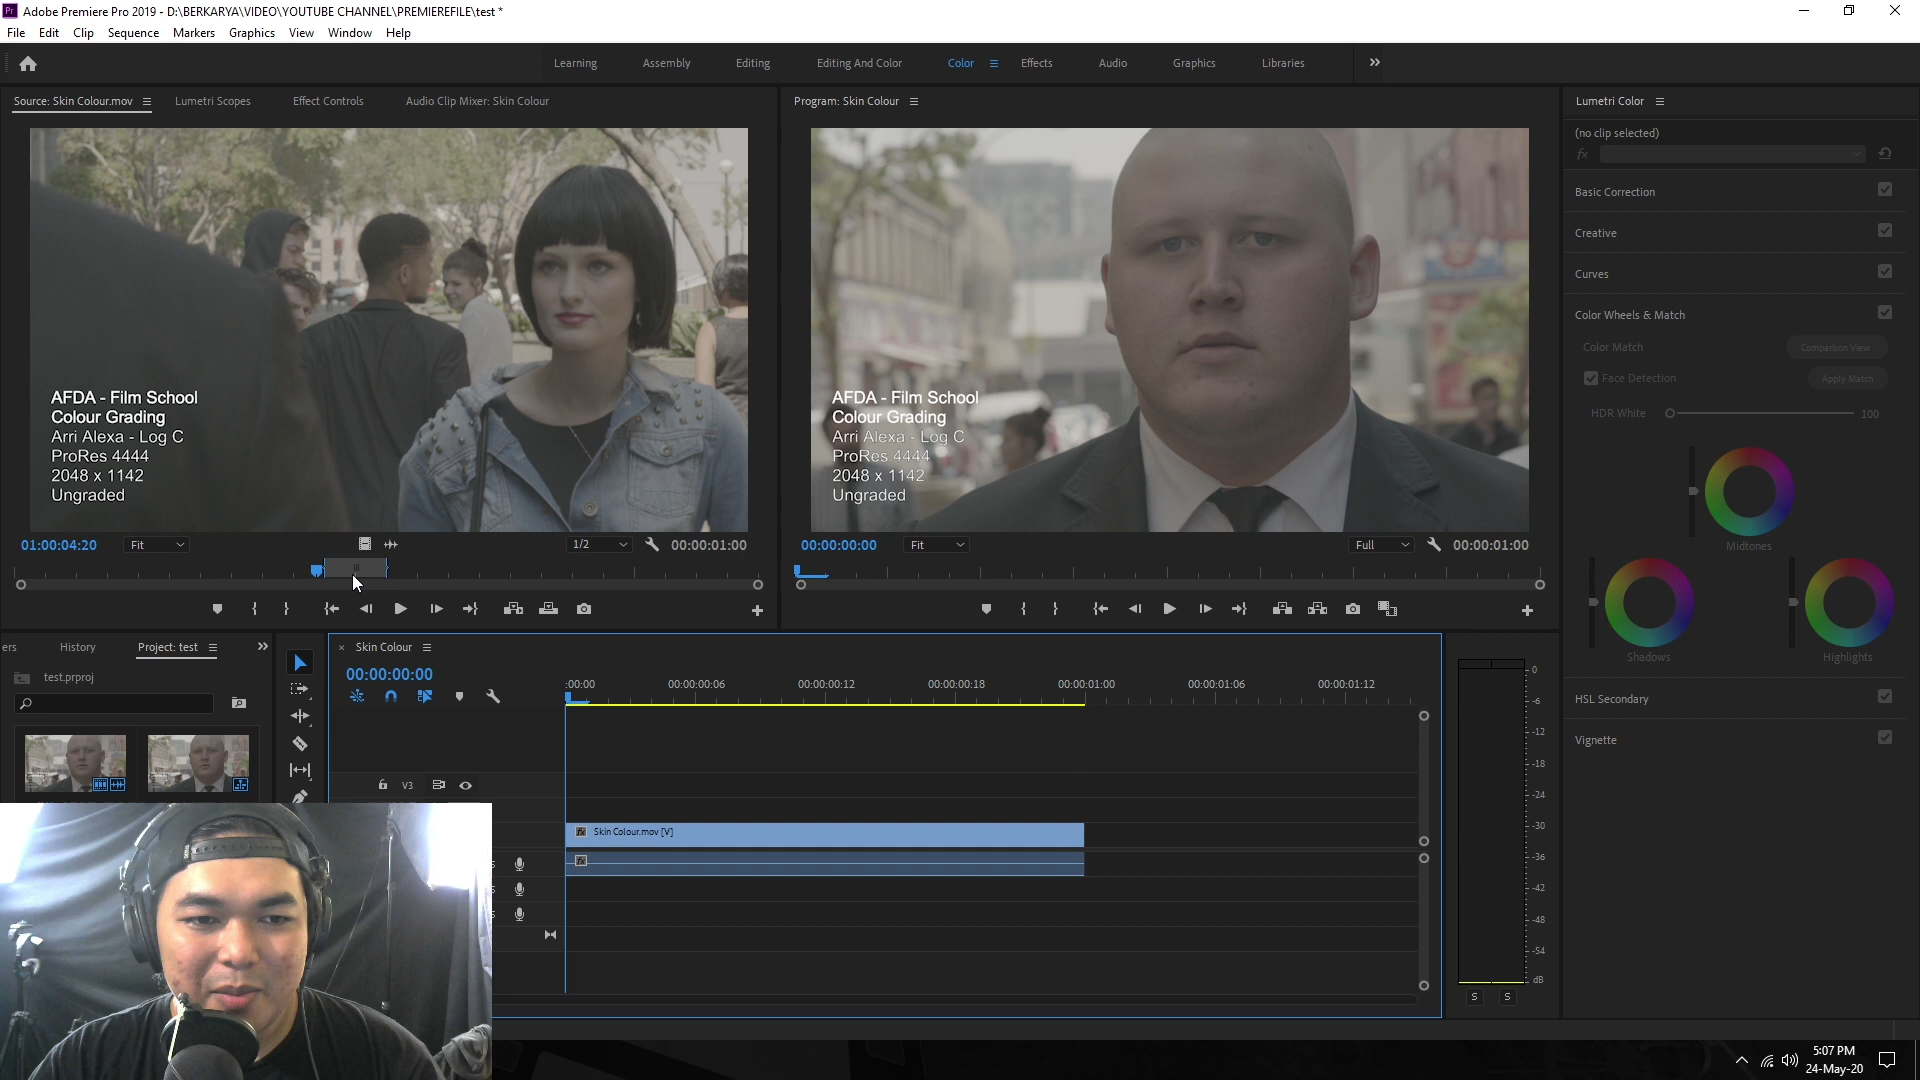 Pr Adobe Premiere Pro 2019 - D:\BERKARYA\VIDEO\YOUTUBE CHANNEL\PREMIEREFILE\test *
File Edit Clip Sequence Markers Graphics View Window Help
Learning Assembly Editing Editing And Color Color Effects Audio Graphics Libraries
Source: Skin Colour.mov Lumetri Scopes Effect Controls Audio Clip Mixer: Skin Colour
AFDA - Film School
Colour Grading
Arri Alexa - Log C
ProRes 4444
2048 x 1142
Ungraded
01:00:04:20 Fit 1/2 00:00:01:00
Program: Skin Colour
AFDA - Film School
Colour Grading
Arri Alexa - Log C
ProRes 4444
2048 x 1142
Ungraded
00:00:00:00 Fit Full 00:00:01:00
Lumetri Color
(no clip selected)
fx
Basic Correction
Creative
Curves
Color Wheels & Match
Color Match Comparison View
Face Detection Apply Match
HDR White 100
Midtones
Shadows Highlights
HSL Secondary
Vignette
ers History Project: test
test.prproj
× Skin Colour
00:00:00:00
:00:00 00:00:00:06 00:00:00:12 00:00:00:18 00:00:01:00 00:00:01:06 00:00:01:12
V3
fx Skin Colour.mov [V]
fx
S
S
S
0
-6
-12
-18
-24
-30
-36
-42
-48
-54
dB
S S
5:07 PM
24-May-20